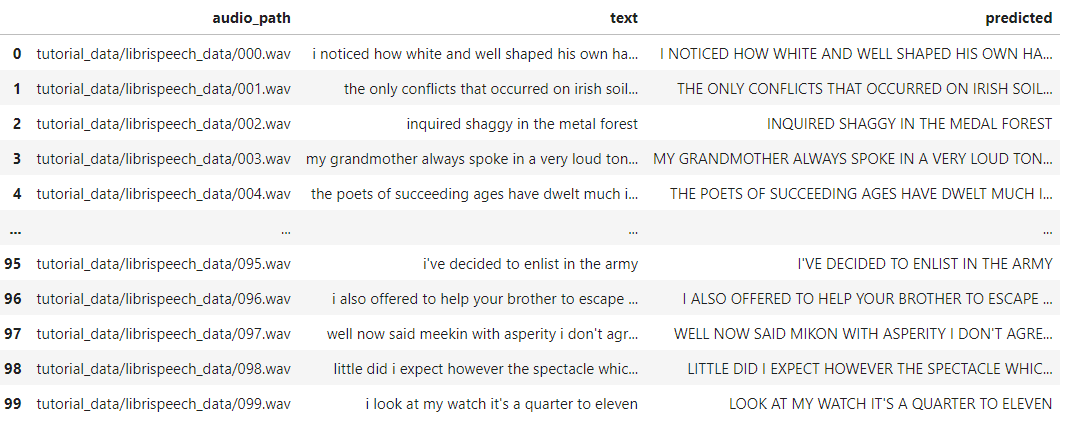 audio_path text predicted
0 tutorial_data/librispeech_data/000.wav i noticed how white and well shaped his own ha... I NOTICED HOW WHITE AND WELL SHAPED HIS OWN HA...
1 tutorial_data/librispeech_data/001.wav the only conflicts that occurred on irish soil... THE ONLY CONFLICTS THAT OCCURRED ON IRISH SOIL...
2 tutorial_data/librispeech_data/002.wav inquired shaggy in the metal forest INQUIRED SHAGGY IN THE MEDAL FOREST
3 tutorial_data/librispeech_data/003.wav my grandmother always spoke in a very loud ton... MY GRANDMOTHER ALWAYS SPOKE IN A VERY LOUD TON...
4 tutorial_data/librispeech_data/004.wav the poets of succeeding ages have dwelt much i... THE POETS OF SUCCEEDING AGES HAVE DWELT MUCH I...
... ... ... ...
95 tutorial_data/librispeech_data/095.wav i've decided to enlist in the army I'VE DECIDED TO ENLIST IN THE ARMY
96 tutorial_data/librispeech_data/096.wav i also offered to help your brother to escape ... I ALSO OFFERED TO HELP YOUR BROTHER TO ESCAPE ...
97 tutorial_data/librispeech_data/097.wav well now said meekin with asperity i don't agr... WELL NOW SAID MIKON WITH ASPERITY I DON'T AGRE...
98 tutorial_data/librispeech_data/098.wav little did i expect however the spectacle whic... LITTLE DID I EXPECT HOWEVER THE SPECTACLE WHIC...
99 tutorial_data/librispeech_data/099.wav i look at my watch it's a quarter to eleven LOOK AT MY WATCH IT'S A QUARTER TO ELEVEN